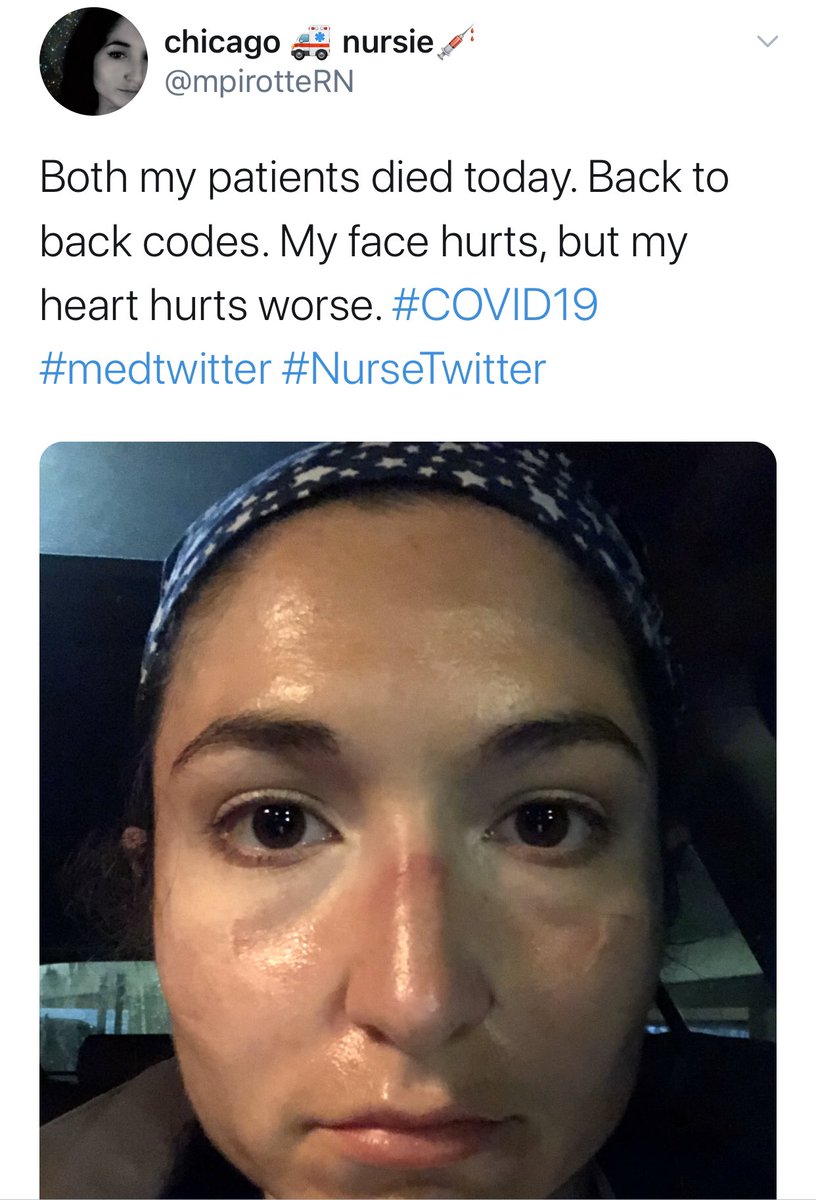 chicago 🚑 nursie💉
@mpirotteRN
Both my patients died today. Back to
back codes. My face hurts, but my
heart hurts worse. #COVID19
#medtwitter #NurseTwitter